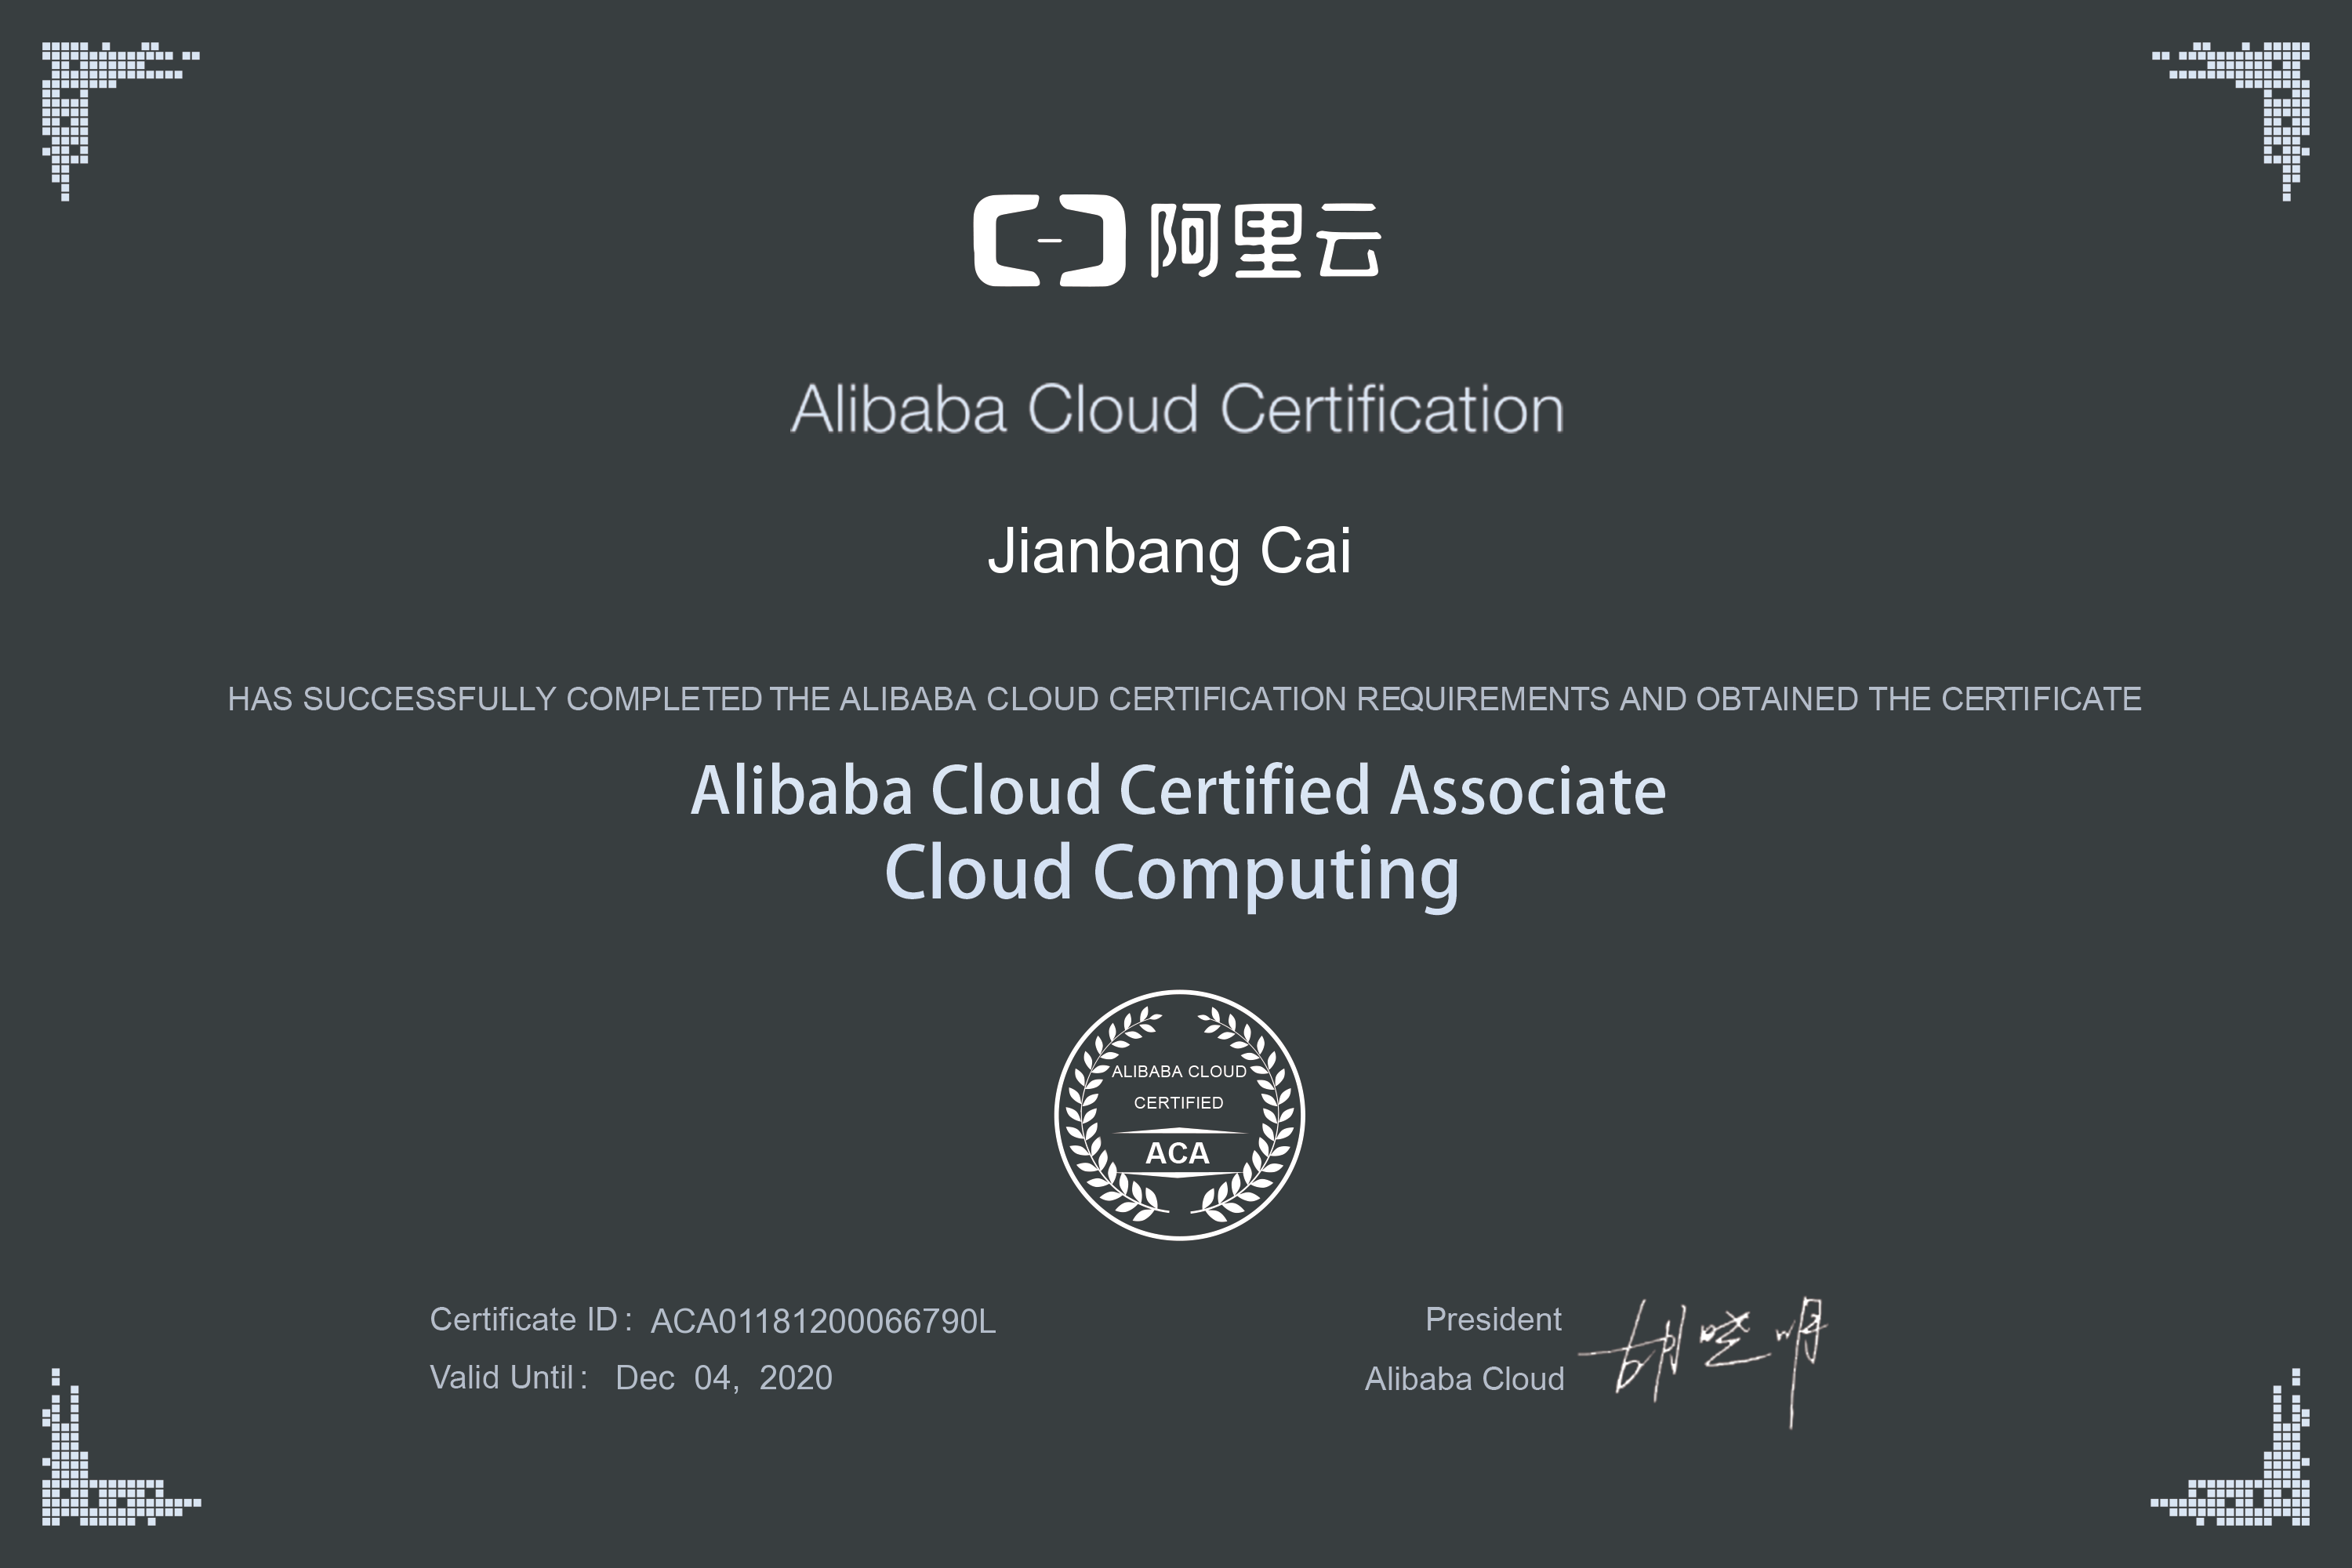 阿里云
Alibaba Cloud Certification
Jianbang Cai
HAS SUCCESSFULLY COMPLETED THE ALIBABA CLOUD CERTIFICATION REQUIREMENTS AND OBTAINED THE CERTIFICATE
Alibaba Cloud Certified Associate
Cloud Computing
ALIBABA CLOUD
CERTIFIED
ACA
Certificate ID : ACA01181200066790L
Valid Until : Dec 04, 2020
President
Alibaba Cloud
胡晓明